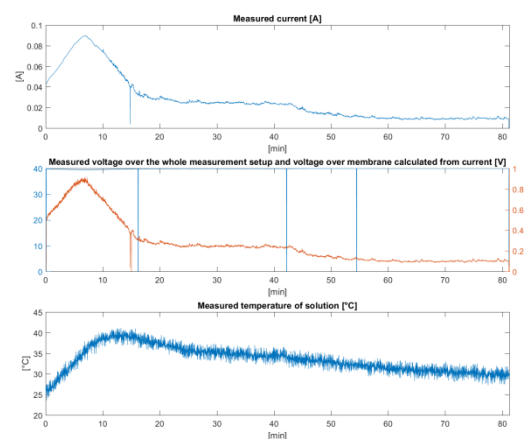 Measured current [A]
0.1
0.08
0.06
0.04
0.02
0
[A]
0 10 20 30 40 50 60 70 80
[min]
Measured voltage over the whole measurement setup and voltage over membrane calculated from current [V]
40 1
30 0.8
20 0.6
10 0.4
0 0.2
0
0 10 20 30 40 50 60 70 80
[min]
Measured temperature of solution [°C]
45
40
35
30
25
20
[°C]
0 10 20 30 40 50 60 70 80
[min]